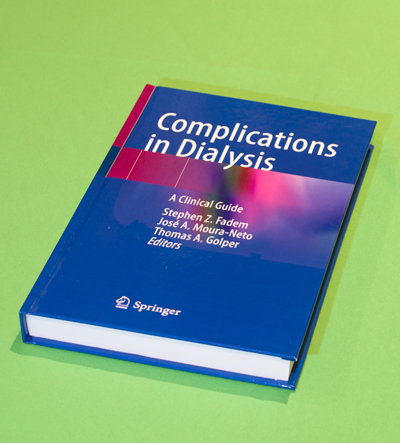 Complications
in Dialysis
A Clinical Guide
Stephen Z. Fadem
José A. Moura-Neto
Thomas A. Golper
Editors
Springer